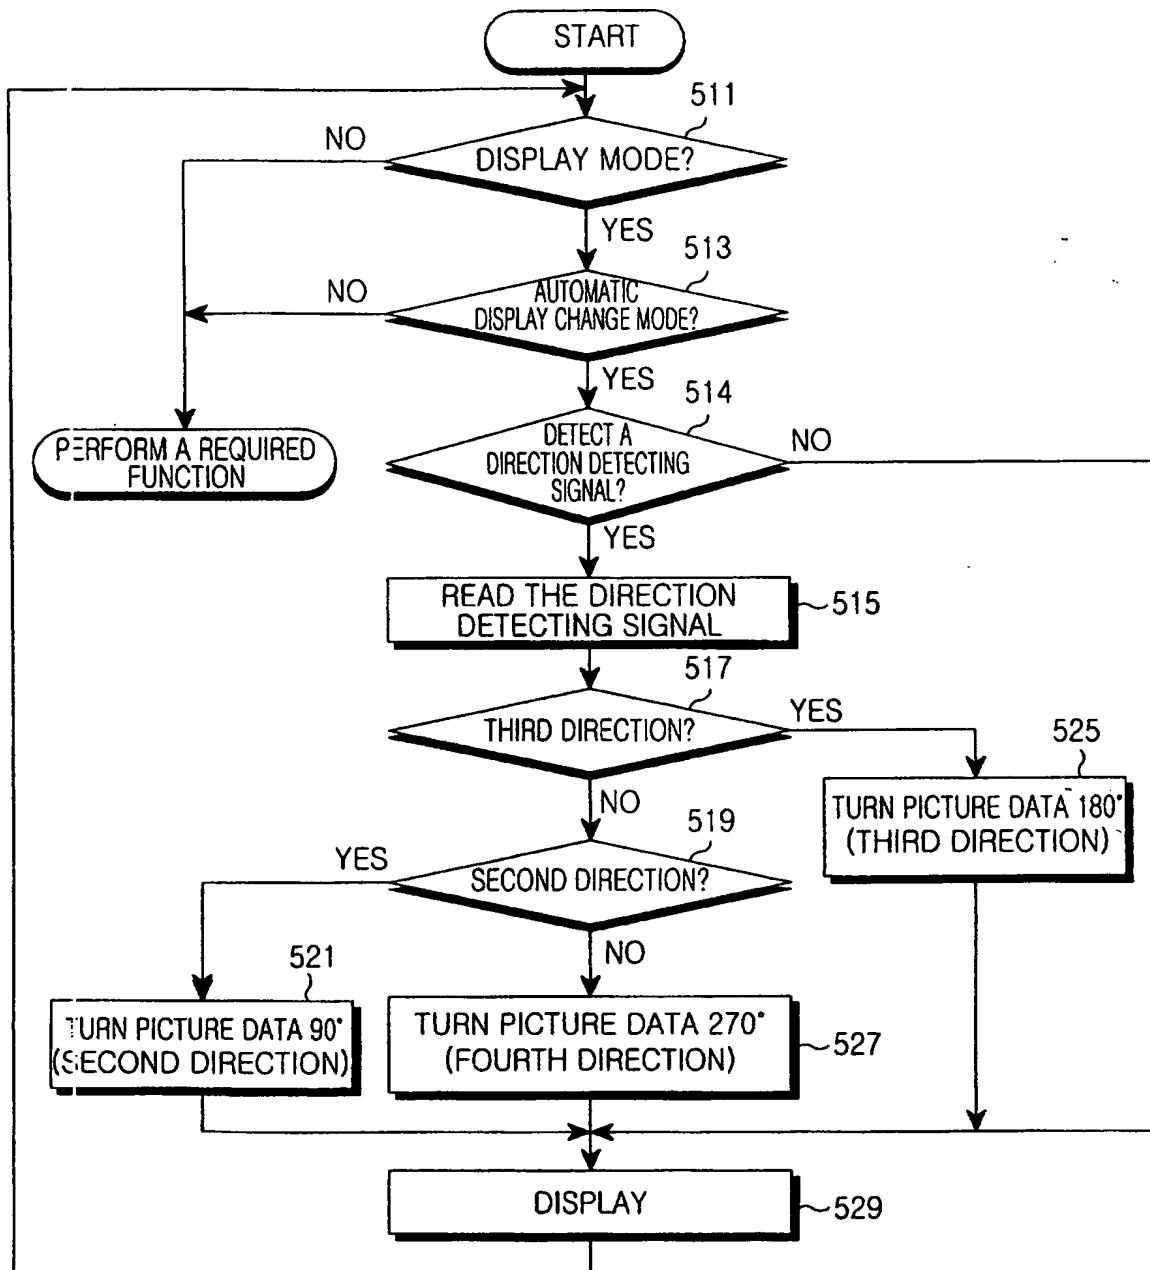 START
511
NO
DISPLAY MODE?
YES
513
NO
AUTOMATIC
DISPLAY CHANGE MODE?
YES
514
DETECT A
DIRECTION DETECTING
SIGNAL?
NO
PERFORM A REQUIRED
FUNCTION
YES
READ THE DIRECTION
DETECTING SIGNAL
515
517
THIRD DIRECTION?
YES
525
TURN PICTURE DATA 180°
(THIRD DIRECTION)
NO
519
YES
SECOND DIRECTION?
NO
521
TURN PICTURE DATA 90°
(SECOND DIRECTION)
TURN PICTURE DATA 270°
(FOURTH DIRECTION)
527
DISPLAY
529